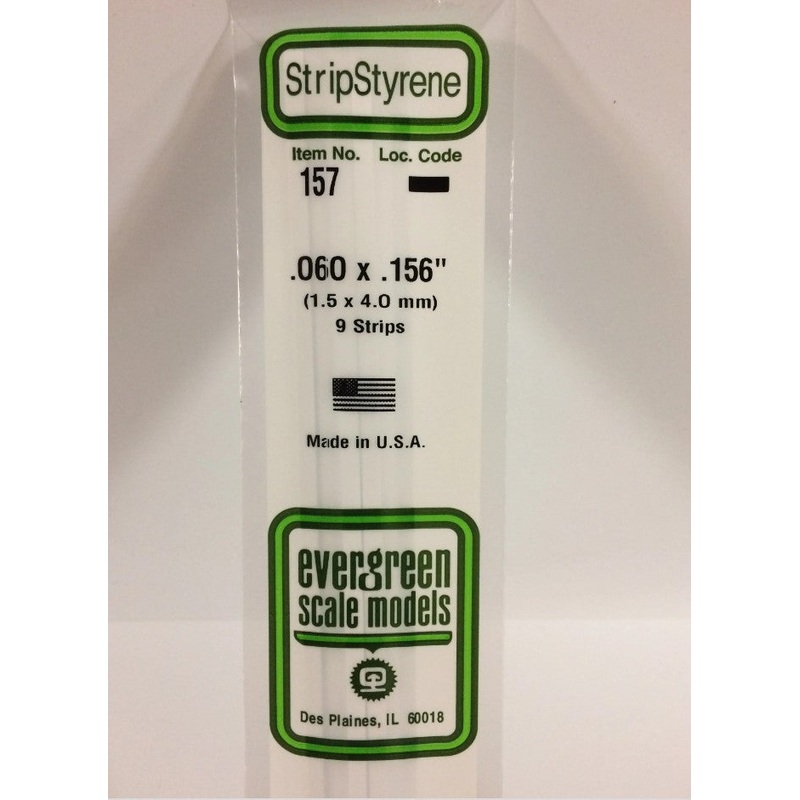 StripStyrene
Item No. Loc. Code
157
.060 x .156"
(1.5 x 4.0 mm)
9 Strips
Made in U.S.A.
evergreen
scale models
Des Plaines, IL 60018